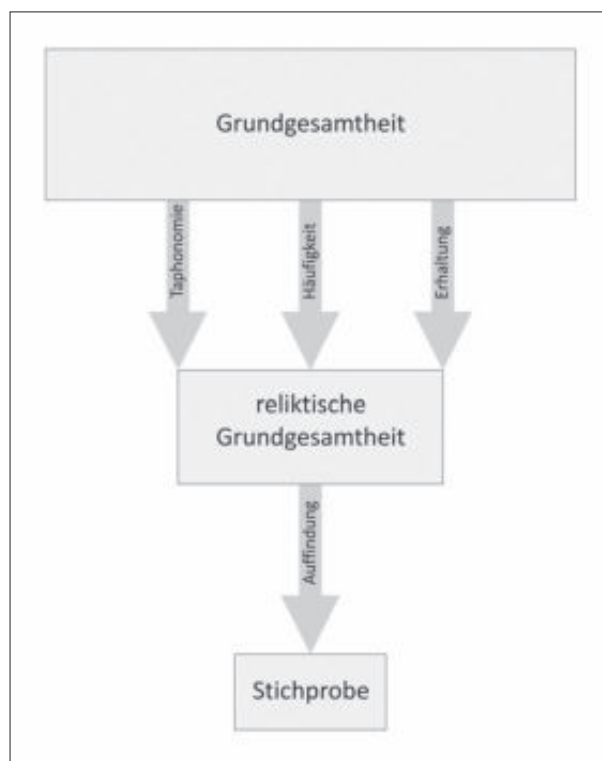 Grundgesamtheit
Taphonomie
Häufigkeit
Erhaltung
reliktische
Grundgesamtheit
Auffindung
Stichprobe